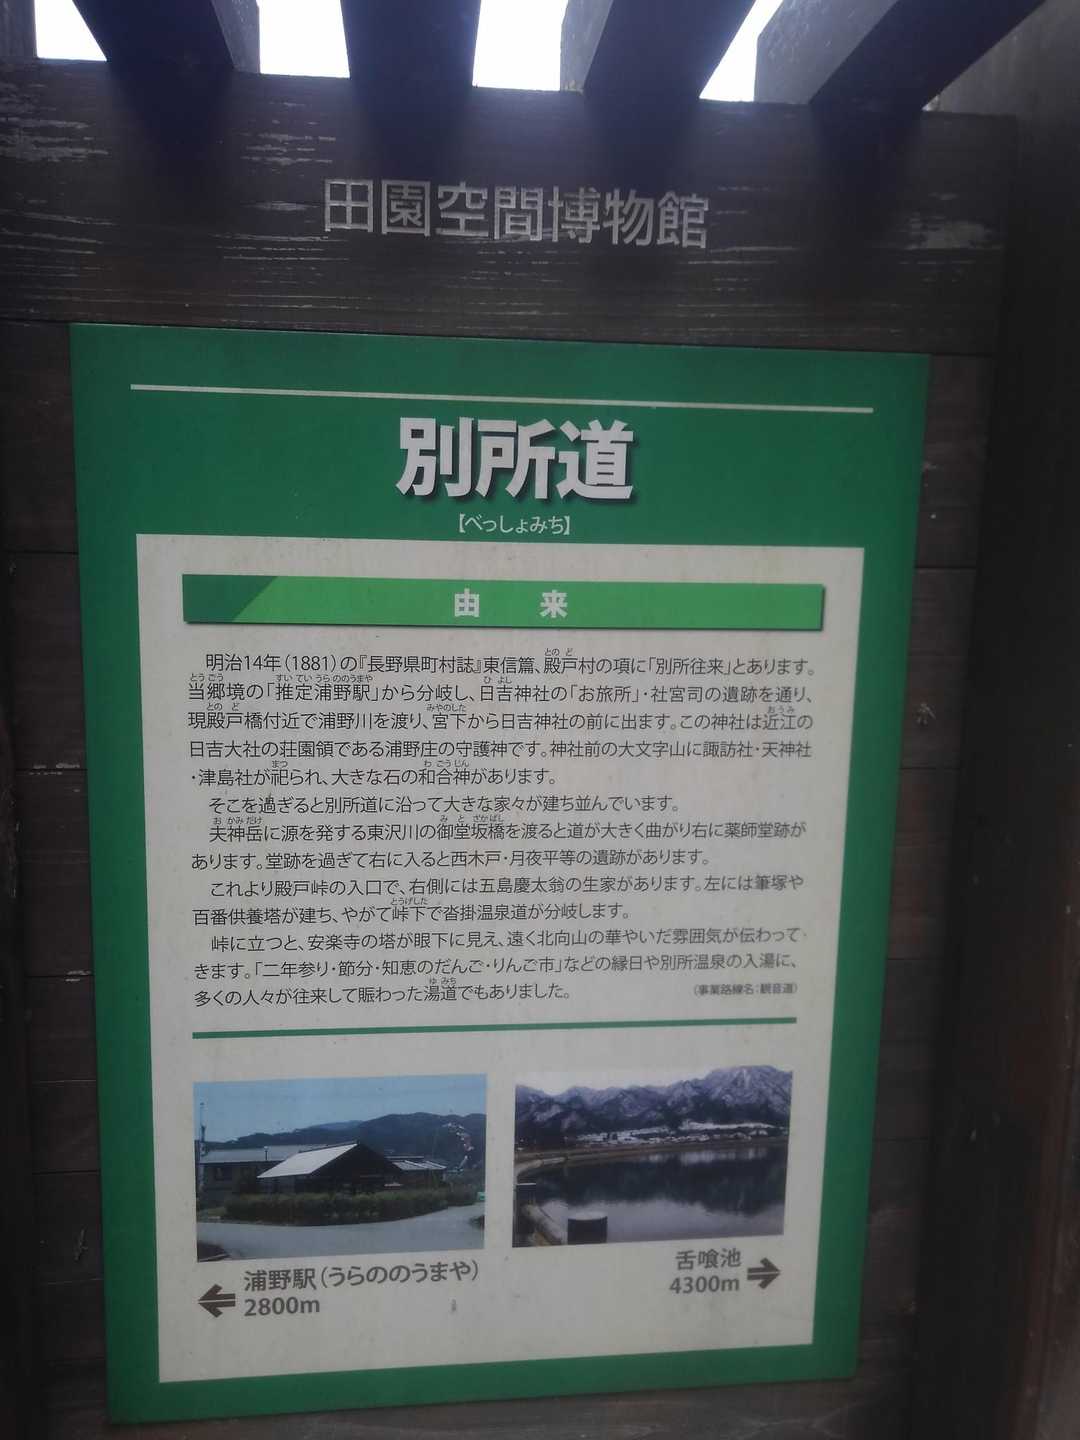 田園空間博物館
別所道
【べっしょみち】
由 来
明治14年(1881)の『長野県町村誌』東信篇、殿戸村の項に「別所往来」とあります。
当郷境の「推定浦野駅」から分岐し、日吉神社の「お旅所」・社宮司の遺跡を通り、
現殿戸橋付近で浦野川を渡り、宮下から日吉神社の前に出ます。この神社は近江の
日吉大社の荘園領である浦野庄の守護神です。神社前の大文字山に諏訪社・天神社
・津島社が祀られ、大きな石の和合神があります。
そこを過ぎると別所道に沿って大きな家々が建ち並んでいます。
夫神岳に源を発する東沢川の御堂坂橋を渡ると道が大きく曲がり右に薬師堂跡が
あります。堂跡を過ぎて右に入ると西木戸・月夜平等の遺跡があります。
これより殿戸峠の入口で、右側には五島慶太翁の生家があります。左には筆塚や
百番供養塔が建ち、やがて峠下で沓掛温泉道が分岐します。
峠に立つと、安楽寺の塔が眼下に見え、遠く北向山の華やいだ雰囲気が伝わって
きます。「二年参り・節分・知恵のだんご・りんご市」などの縁日や別所温泉の入湯に、
多くの人々が往来して賑わった湯道でもありました。
(事業路線名:観音道)
浦野駅(うらののうまや)
2800m
舌喰池
4300m